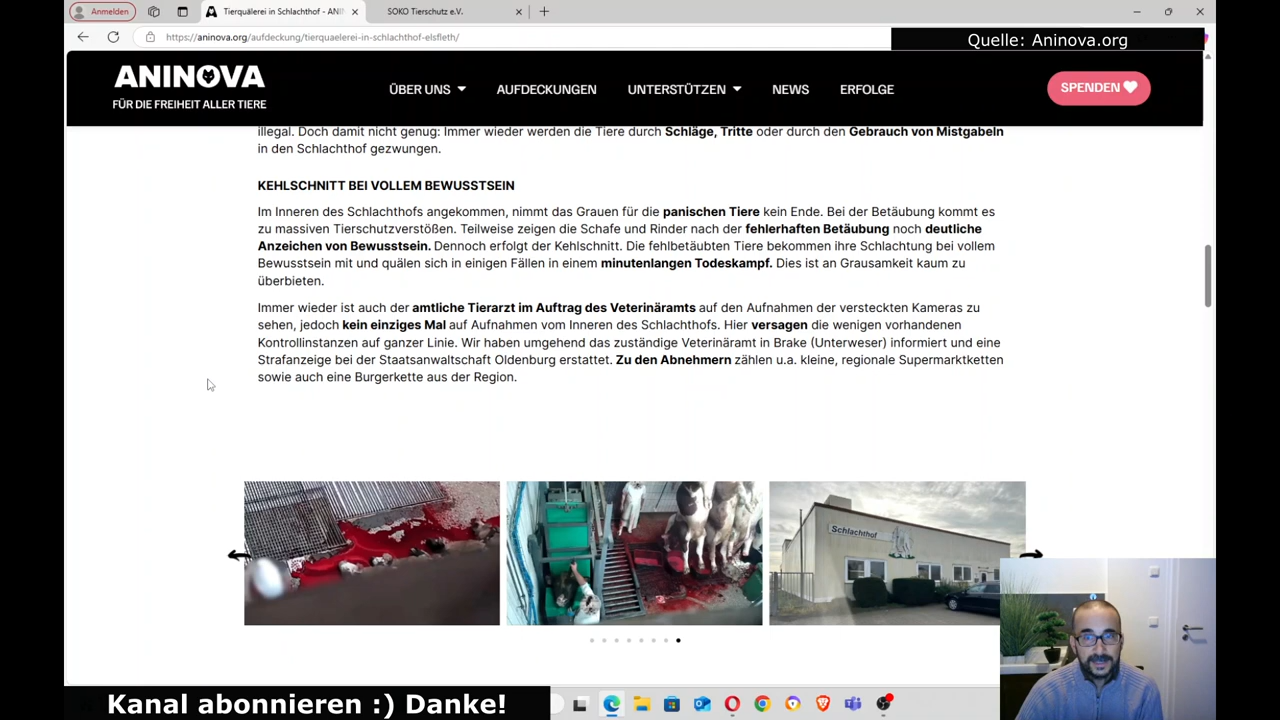 Anmelden
Tierquälerei in Schlachthof - ANI
SOKO Tierschutz e.V.
https://aninova.org/aufdeckung/tierquaelerei-in-schlachthof-elsfleth/
Quelle: Aninova.org
ANINOVA
FÜR DIE FREIHEIT ALLER TIERE
ÜBER UNS
AUFDECKUNGEN
UNTERSTÜTZEN
NEWS
ERFOLGE
SPENDEN
illegal. Doch damit nicht genug: Immer wieder werden die Tiere durch Schläge, Tritte oder durch den Gebrauch von Mistgabeln
in den Schlachthof gezwungen.
KEHLSCHNITT BEI VOLLEM BEWUSSTSEIN
Im Inneren des Schlachthofs angekommen, nimmt das Grauen für die panischen Tiere kein Ende. Bei der Betäubung kommt es
zu massiven Tierschutzverstößen. Teilweise zeigen die Schafe und Rinder nach der fehlerhaften Betäubung noch deutliche
Anzeichen von Bewusstsein. Dennoch erfolgt der Kehlschnitt. Die fehlbetäubten Tiere bekommen ihre Schlachtung bei vollem
Bewusstsein mit und quälen sich in einigen Fällen in einem minutenlangen Todeskampf. Dies ist an Grausamkeit kaum zu
überbieten.
Immer wieder ist auch der amtliche Tierarzt im Auftrag des Veterinäramts auf den Aufnahmen der versteckten Kameras zu
sehen, jedoch kein einziges Mal auf Aufnahmen vom Inneren des Schlachthofs. Hier versagen die wenigen vorhandenen
Kontrollinstanzen auf ganzer Linie. Wir haben umgehend das zuständige Veterinäramt in Brake (Unterweser) informiert und eine
Strafanzeige bei der Staatsanwaltschaft Oldenburg erstattet. Zu den Abnehmern zählen u.a. kleine, regionale Supermarktketten
sowie auch eine Burgerkette aus der Region.
Schlachthof
Kanal abonnieren :) Danke!